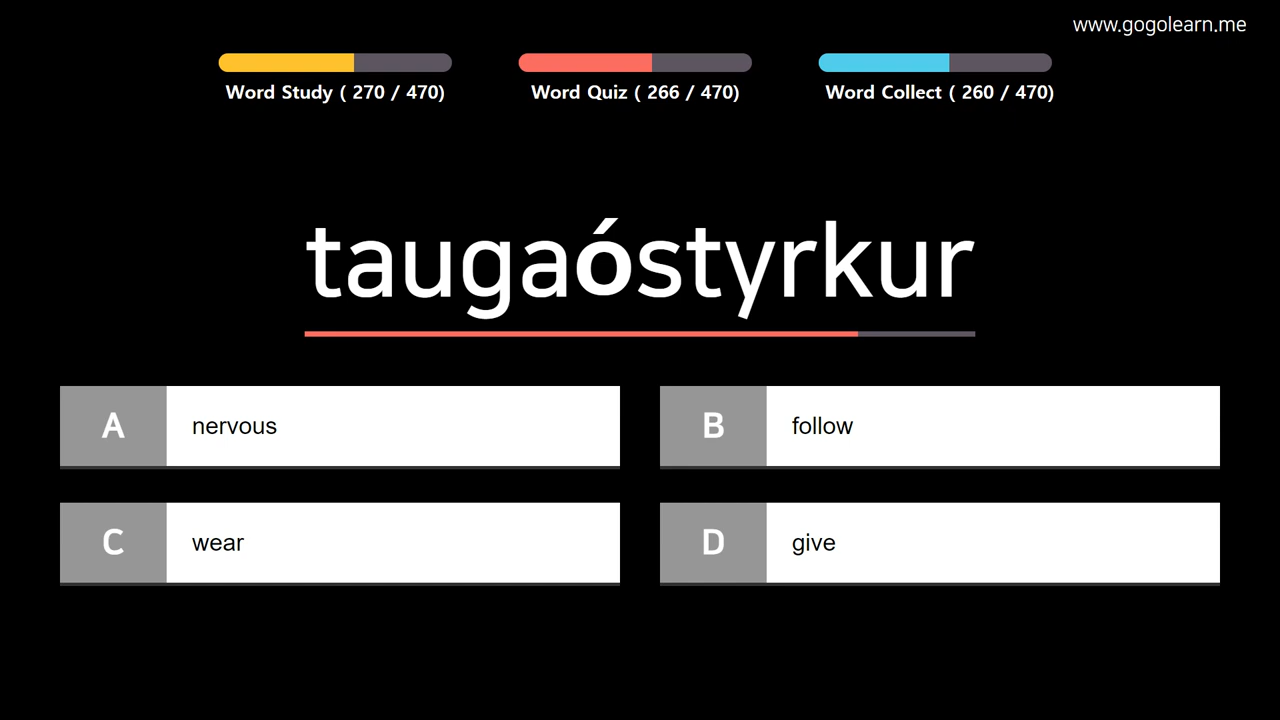 www.gogolearn.me
Word Study ( 270 / 470)
Word Quiz ( 266 / 470)
Word Collect ( 260 / 470)
taugaóstyrkur
A nervous
B follow
C wear
D give